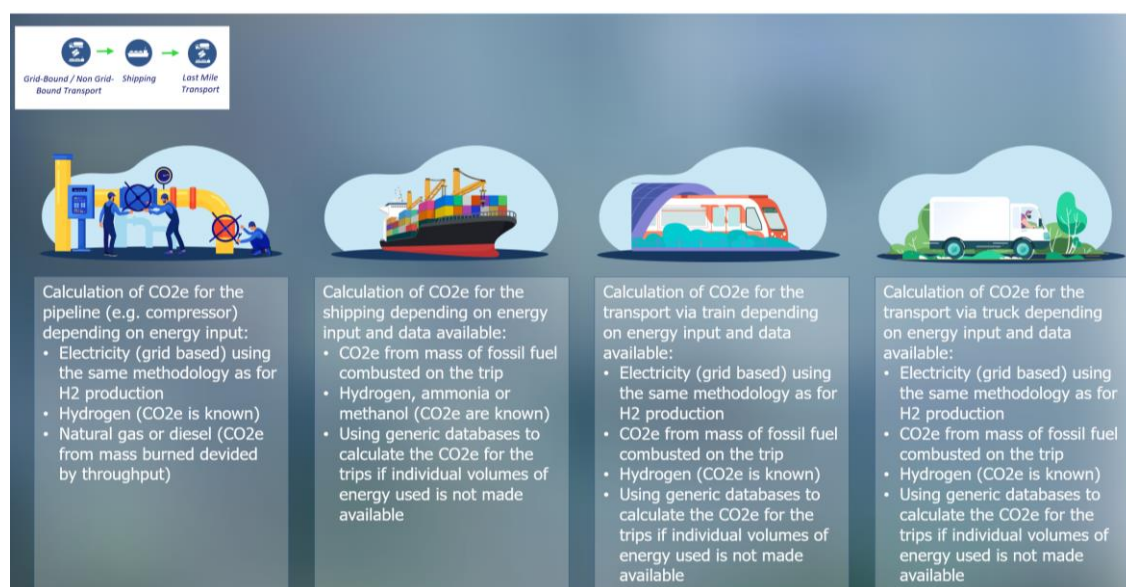 Grid-Bound / Non Grid-
Bound Transport
Shipping
Last Mile
Transport
Calculation of CO2e for the
pipeline (e.g. compressor)
depending on energy input:
• Electricity (grid based) using
the same methodology as for
H2 production
• Hydrogen (CO2e is known)
• Natural gas or diesel (CO2e
from mass burned devided
by throughput)
Calculation of CO2e for the
shipping depending on energy
input and data available:
• CO2e from mass of fossil fuel
combusted on the trip
• Hydrogen, ammonia or
methanol (CO2e are known)
• Using generic databases to
calculate the CO2e for the
trips if individual volumes of
energy used is not made
available
Calculation of CO2e for the
transport via train depending
on energy input and data
available:
• Electricity (grid based) using
the same methodology as for
H2 production
• CO2e from mass of fossil fuel
combusted on the trip
• Hydrogen (CO2e is known)
• Using generic databases to
calculate the CO2e for the
trips if individual volumes of
energy used is not made
available
Calculation of CO2e for the
transport via truck depending
on energy input and data
available:
• Electricity (grid based) using
the same methodology as for
H2 production
• CO2e from mass of fossil fuel
combusted on the trip
• Hydrogen (CO2e is known)
• Using generic databases to
calculate the CO2e for the
trips if individual volumes of
energy used is not made
available